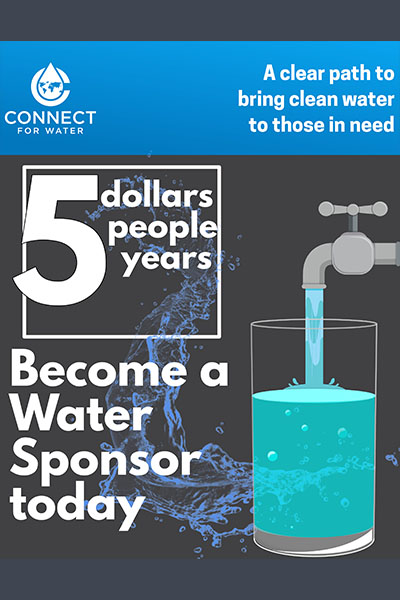 CONNECT
FOR WATER
A clear path to
bring clean water
to those in need
5
dollars
people
years
Become a
Water
Sponsor
today